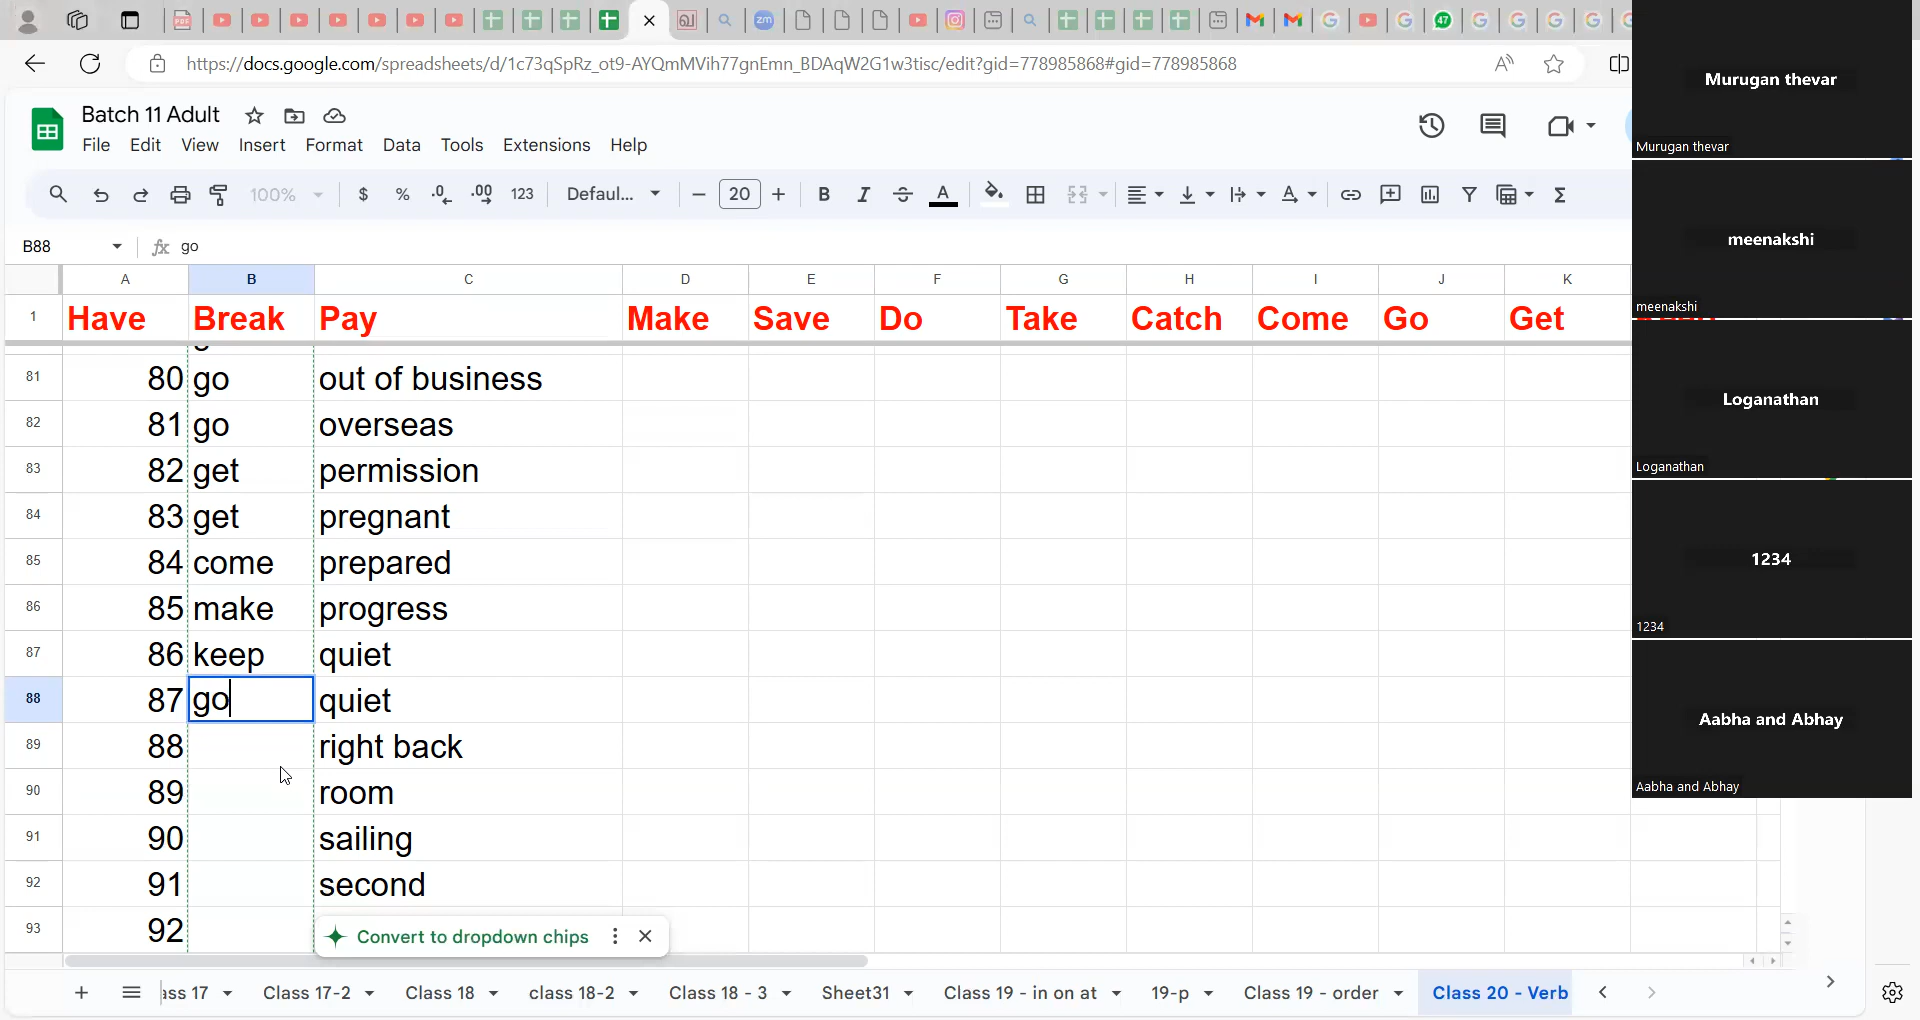 https://docs.google.com/spreadsheets/d/1c73qSpRz_ot9-AYQmMVih77gnEmn_BDAqW2G1w3tisc/edit?gid=778985868#gid=778985868
Batch 11 Adult
File Edit View Insert Format Data Tools Extensions Help
100% $ % .0 .00 123 Defaul... 20 B I A
B88 fx go
A B C D E F G H I J K
1 Have Break Pay Make Save Do Take Catch Come Go Get
81 80 go out of business
82 81 go overseas
83 82 get permission
84 83 get pregnant
85 84 come prepared
86 85 make progress
87 86 keep quiet
88 87 go quiet
89 88 right back
90 89 room
91 90 sailing
92 91 second
93 92
Convert to dropdown chips
ass 17 Class 17-2 Class 18 class 18-2 Class 18 - 3 Sheet31 Class 19 - in on at 19-p Class 19 - order Class 20 - Verb
Murugan thevar
Murugan thevar
meenakshi
meenakshi
Loganathan
Loganathan
1234
1234
Aabha and Abhay
Aabha and Abhay